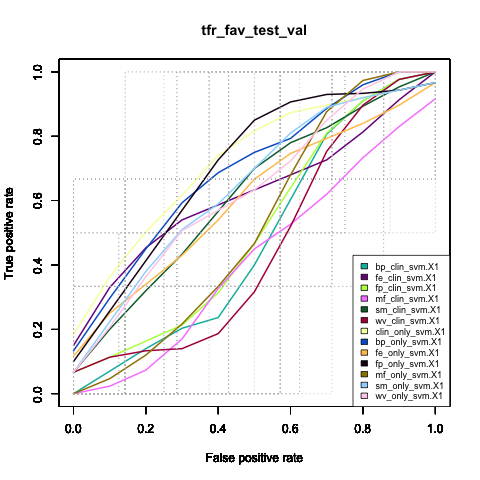 tfr_fav_test_val
True positive rate
1.0
0.8
0.6
0.4
0.2
0.0
bp_clin_svm.X1
fe_clin_svm.X1
fp_clin_svm.X1
mf_clin_svm.X1
sm_clin_svm.X1
wv_clin_svm.X1
clin_only_svm.X1
bp_only_svm.X1
fe_only_svm.X1
fp_only_svm.X1
mf_only_svm.X1
sm_only_svm.X1
wv_only_svm.X1
0.0 0.2 0.4 0.6 0.8 1.0
False positive rate